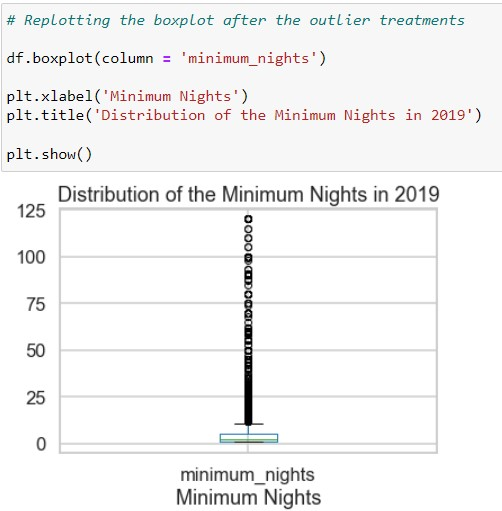 # Replotting the boxplot after the outlier treatments
df.boxplot(column = 'minimum_nights')
plt.xlabel('Minimum Nights')
plt.title('Distribution of the Minimum Nights in 2019')
plt.show()
Distribution of the Minimum Nights in 2019
125
100
75
50
25
0
minimum_nights
Minimum Nights